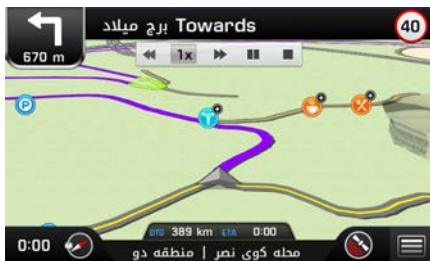 برج میلاد Towards
40
670 m
1x
P
T
DTG 389 km ETA 0:00
0:00
محله کوی نصر | منطقه دو